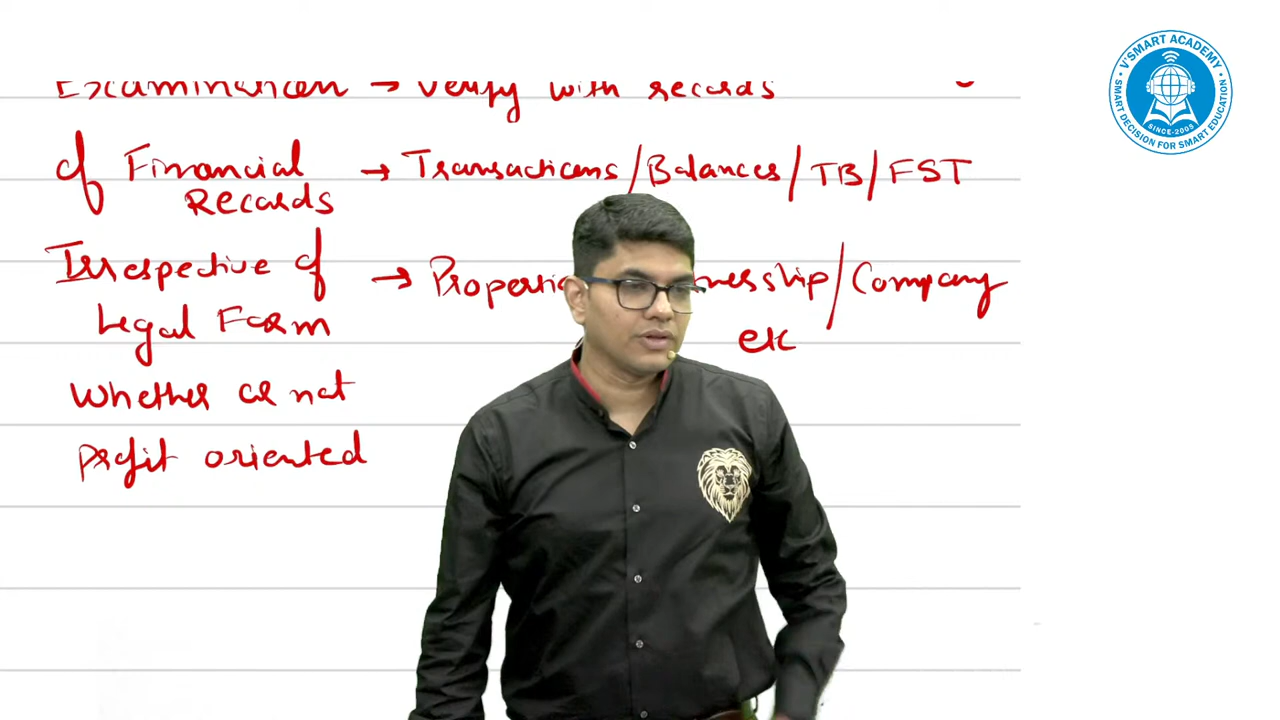 Examination → verify with records
of Financial → Transactions/Balances/TB/FST
Records
Irrespective of → /Company
Legal Form etc
Whether or not
profit oriented
V'SMART ACADEMY
SMART DECISION FOR SMART EDUCATION
SINCE-2005